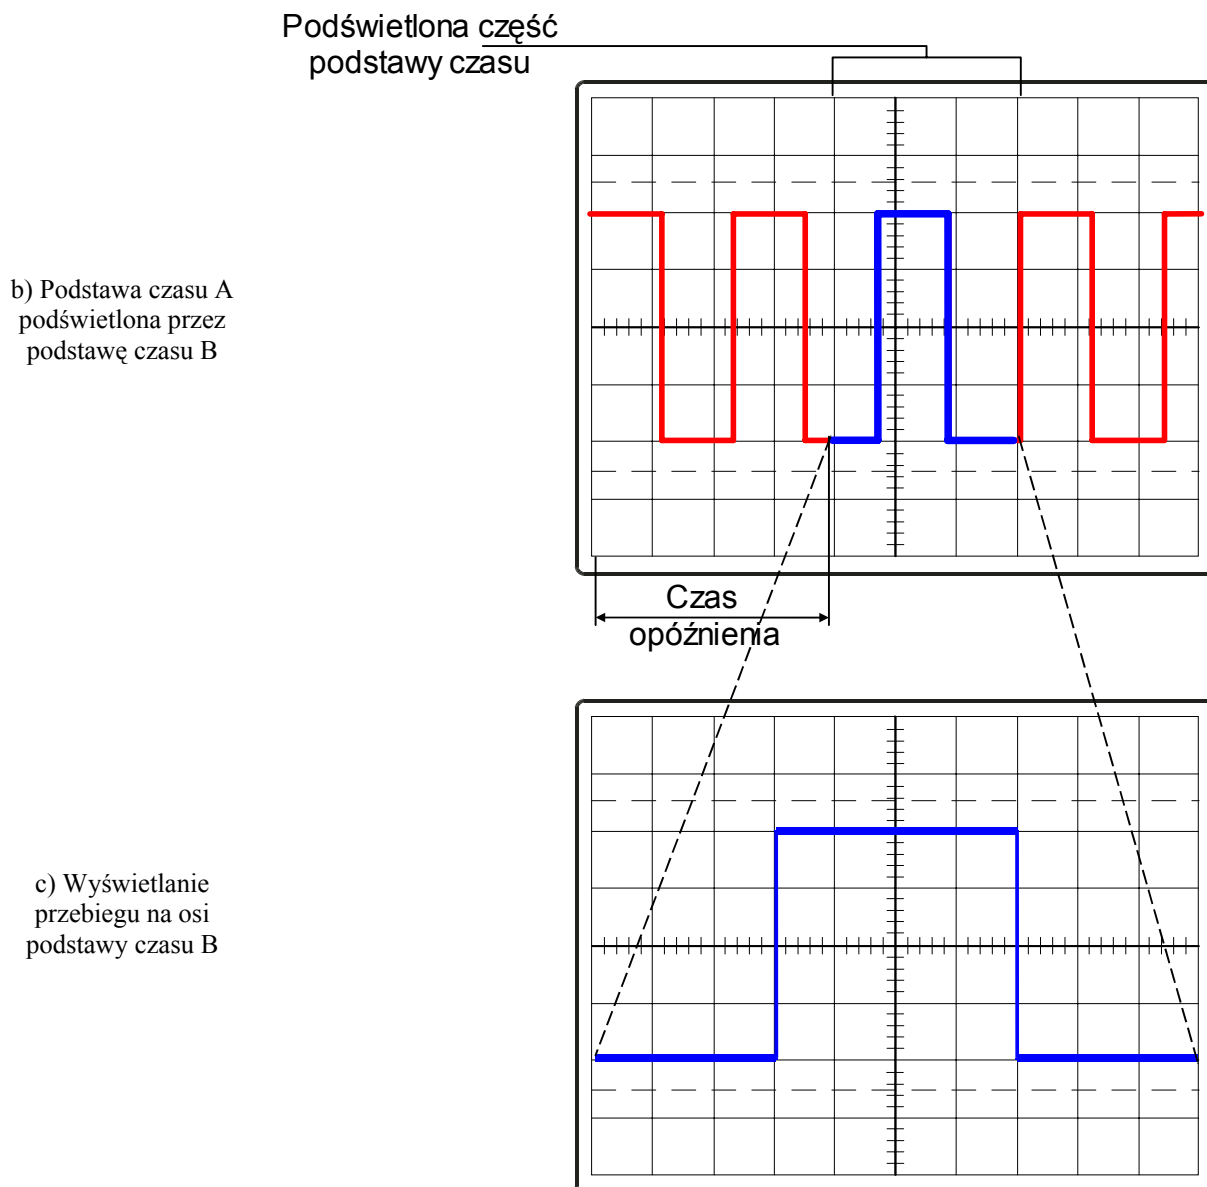 Podświetlona część
podstawy czasu
b) Podstawa czasu A
podświetlona przez
podstawę czasu B
Czas
opóźnienia
c) Wyświetlanie
przebiegu na osi
podstawy czasu B